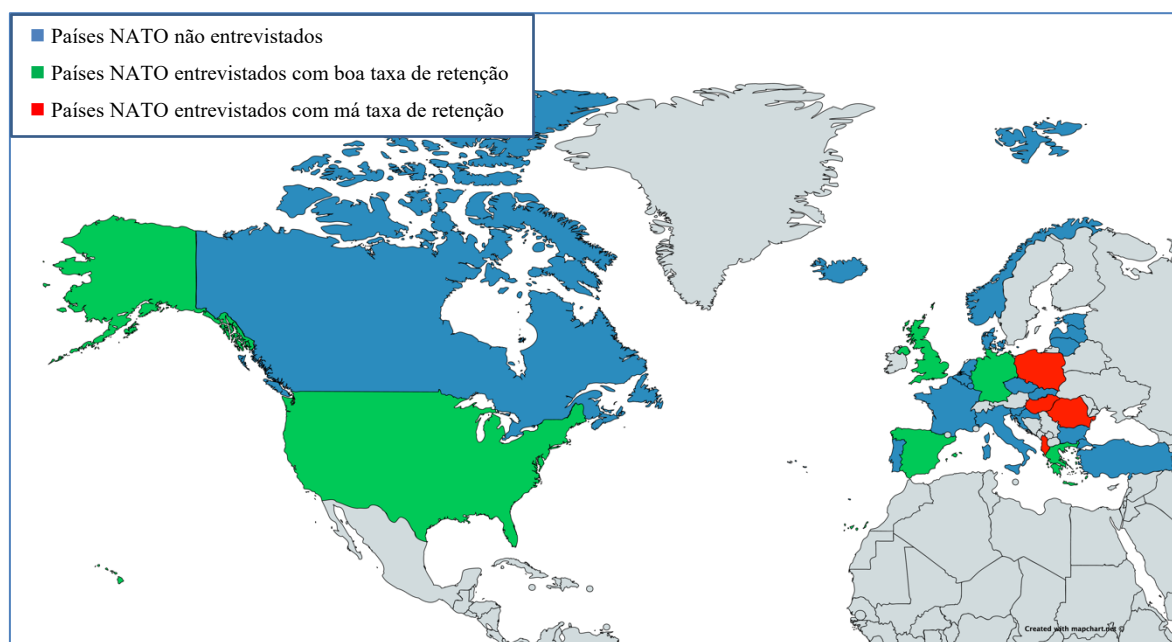 Países NATO não entrevistados
Países NATO entrevistados com boa taxa de retenção
Países NATO entrevistados com má taxa de retenção
Created with mapchart.net ©